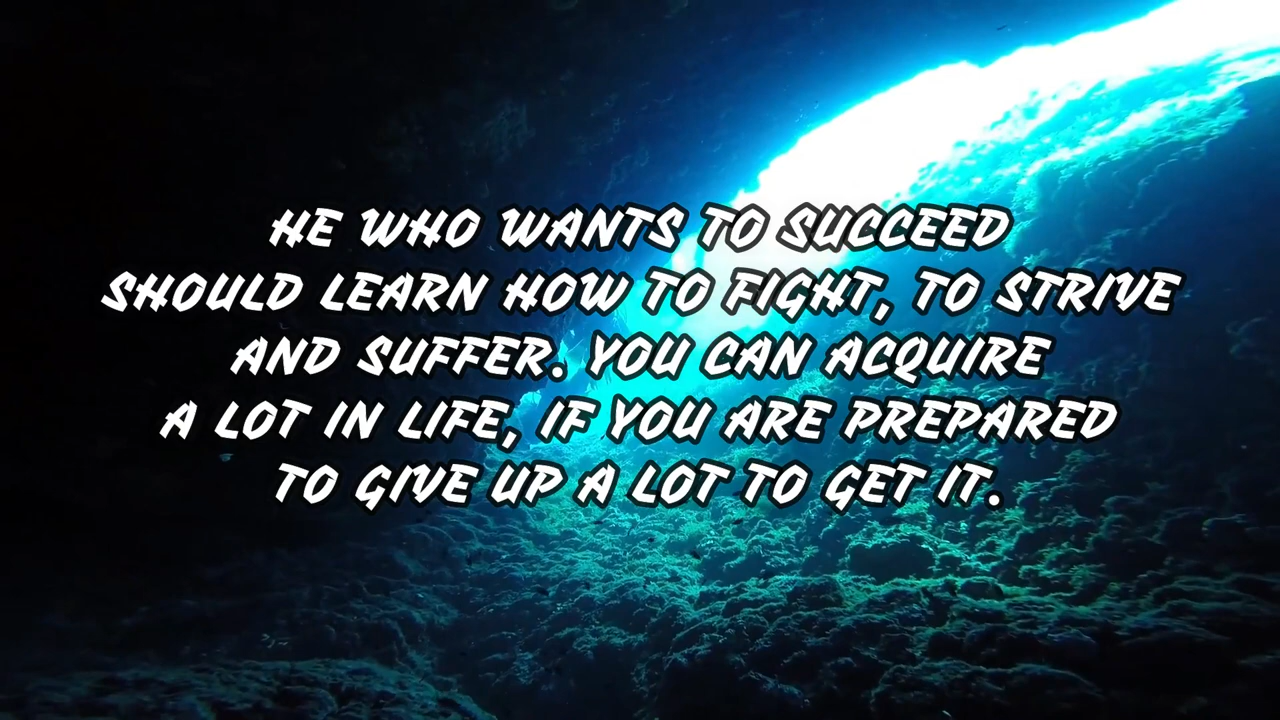 HE WHO WANTS TO SUCCEED
SHOULD LEARN HOW TO FIGHT, TO STRIVE
AND SUFFER. YOU CAN ACQUIRE
A LOT IN LIFE, IF YOU ARE PREPARED
TO GIVE UP A LOT TO GET IT.